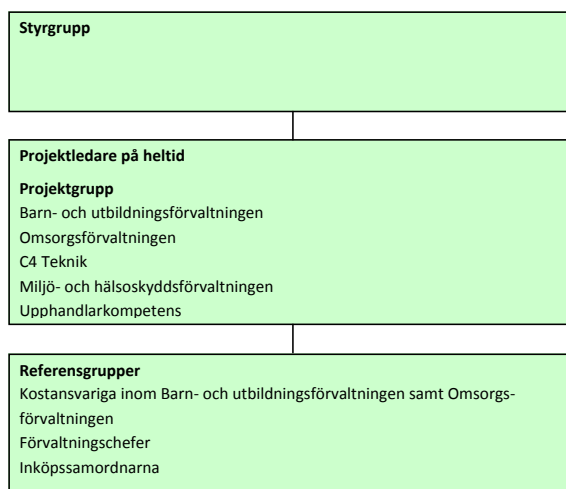 Styrgrupp
Projektledare på heltid
Projektgrupp
Barn- och utbildningsförvaltningen
Omsorgsförvaltningen
C4 Teknik
Miljö- och hälsoskyddsförvaltningen
Upphandlarkompetens
Referensgrupper
Kostansvariga inom Barn- och utbildningsförvaltningen samt Omsorgs-
förvaltningen
Förvaltningschefer
Inköpssamordnarna